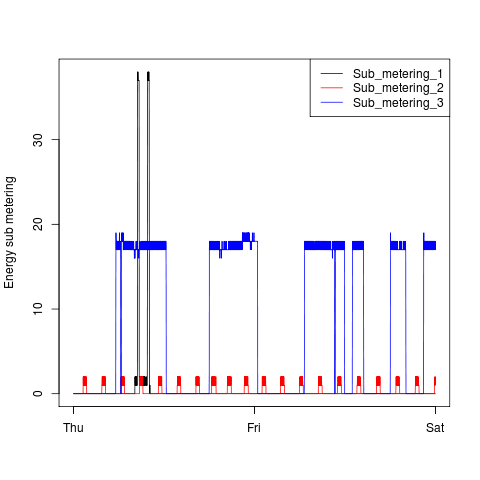 Sub_metering_1
Sub_metering_2
Sub_metering_3
Energy sub metering
30
20
10
0
Thu Fri Sat